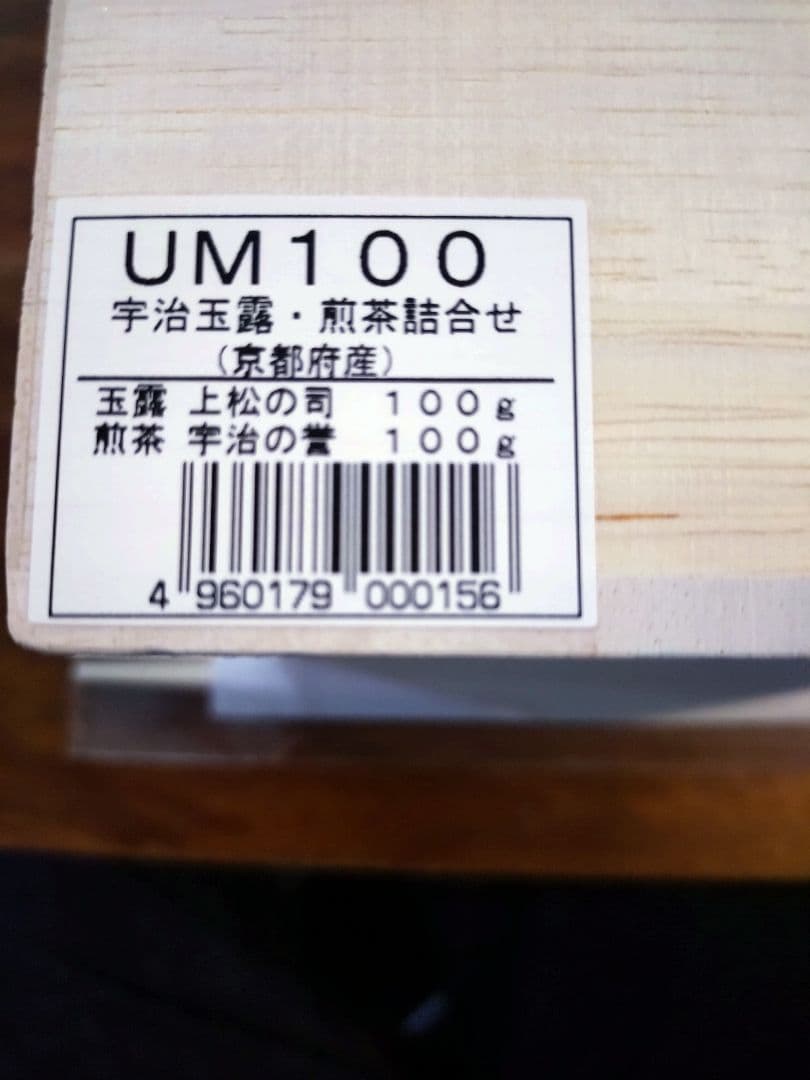 UM100
宇治玉露・煎茶詰合せ
(京都府産)
玉露 上松の司 100g
煎茶 宇治の誉 100g
4 960179 000156